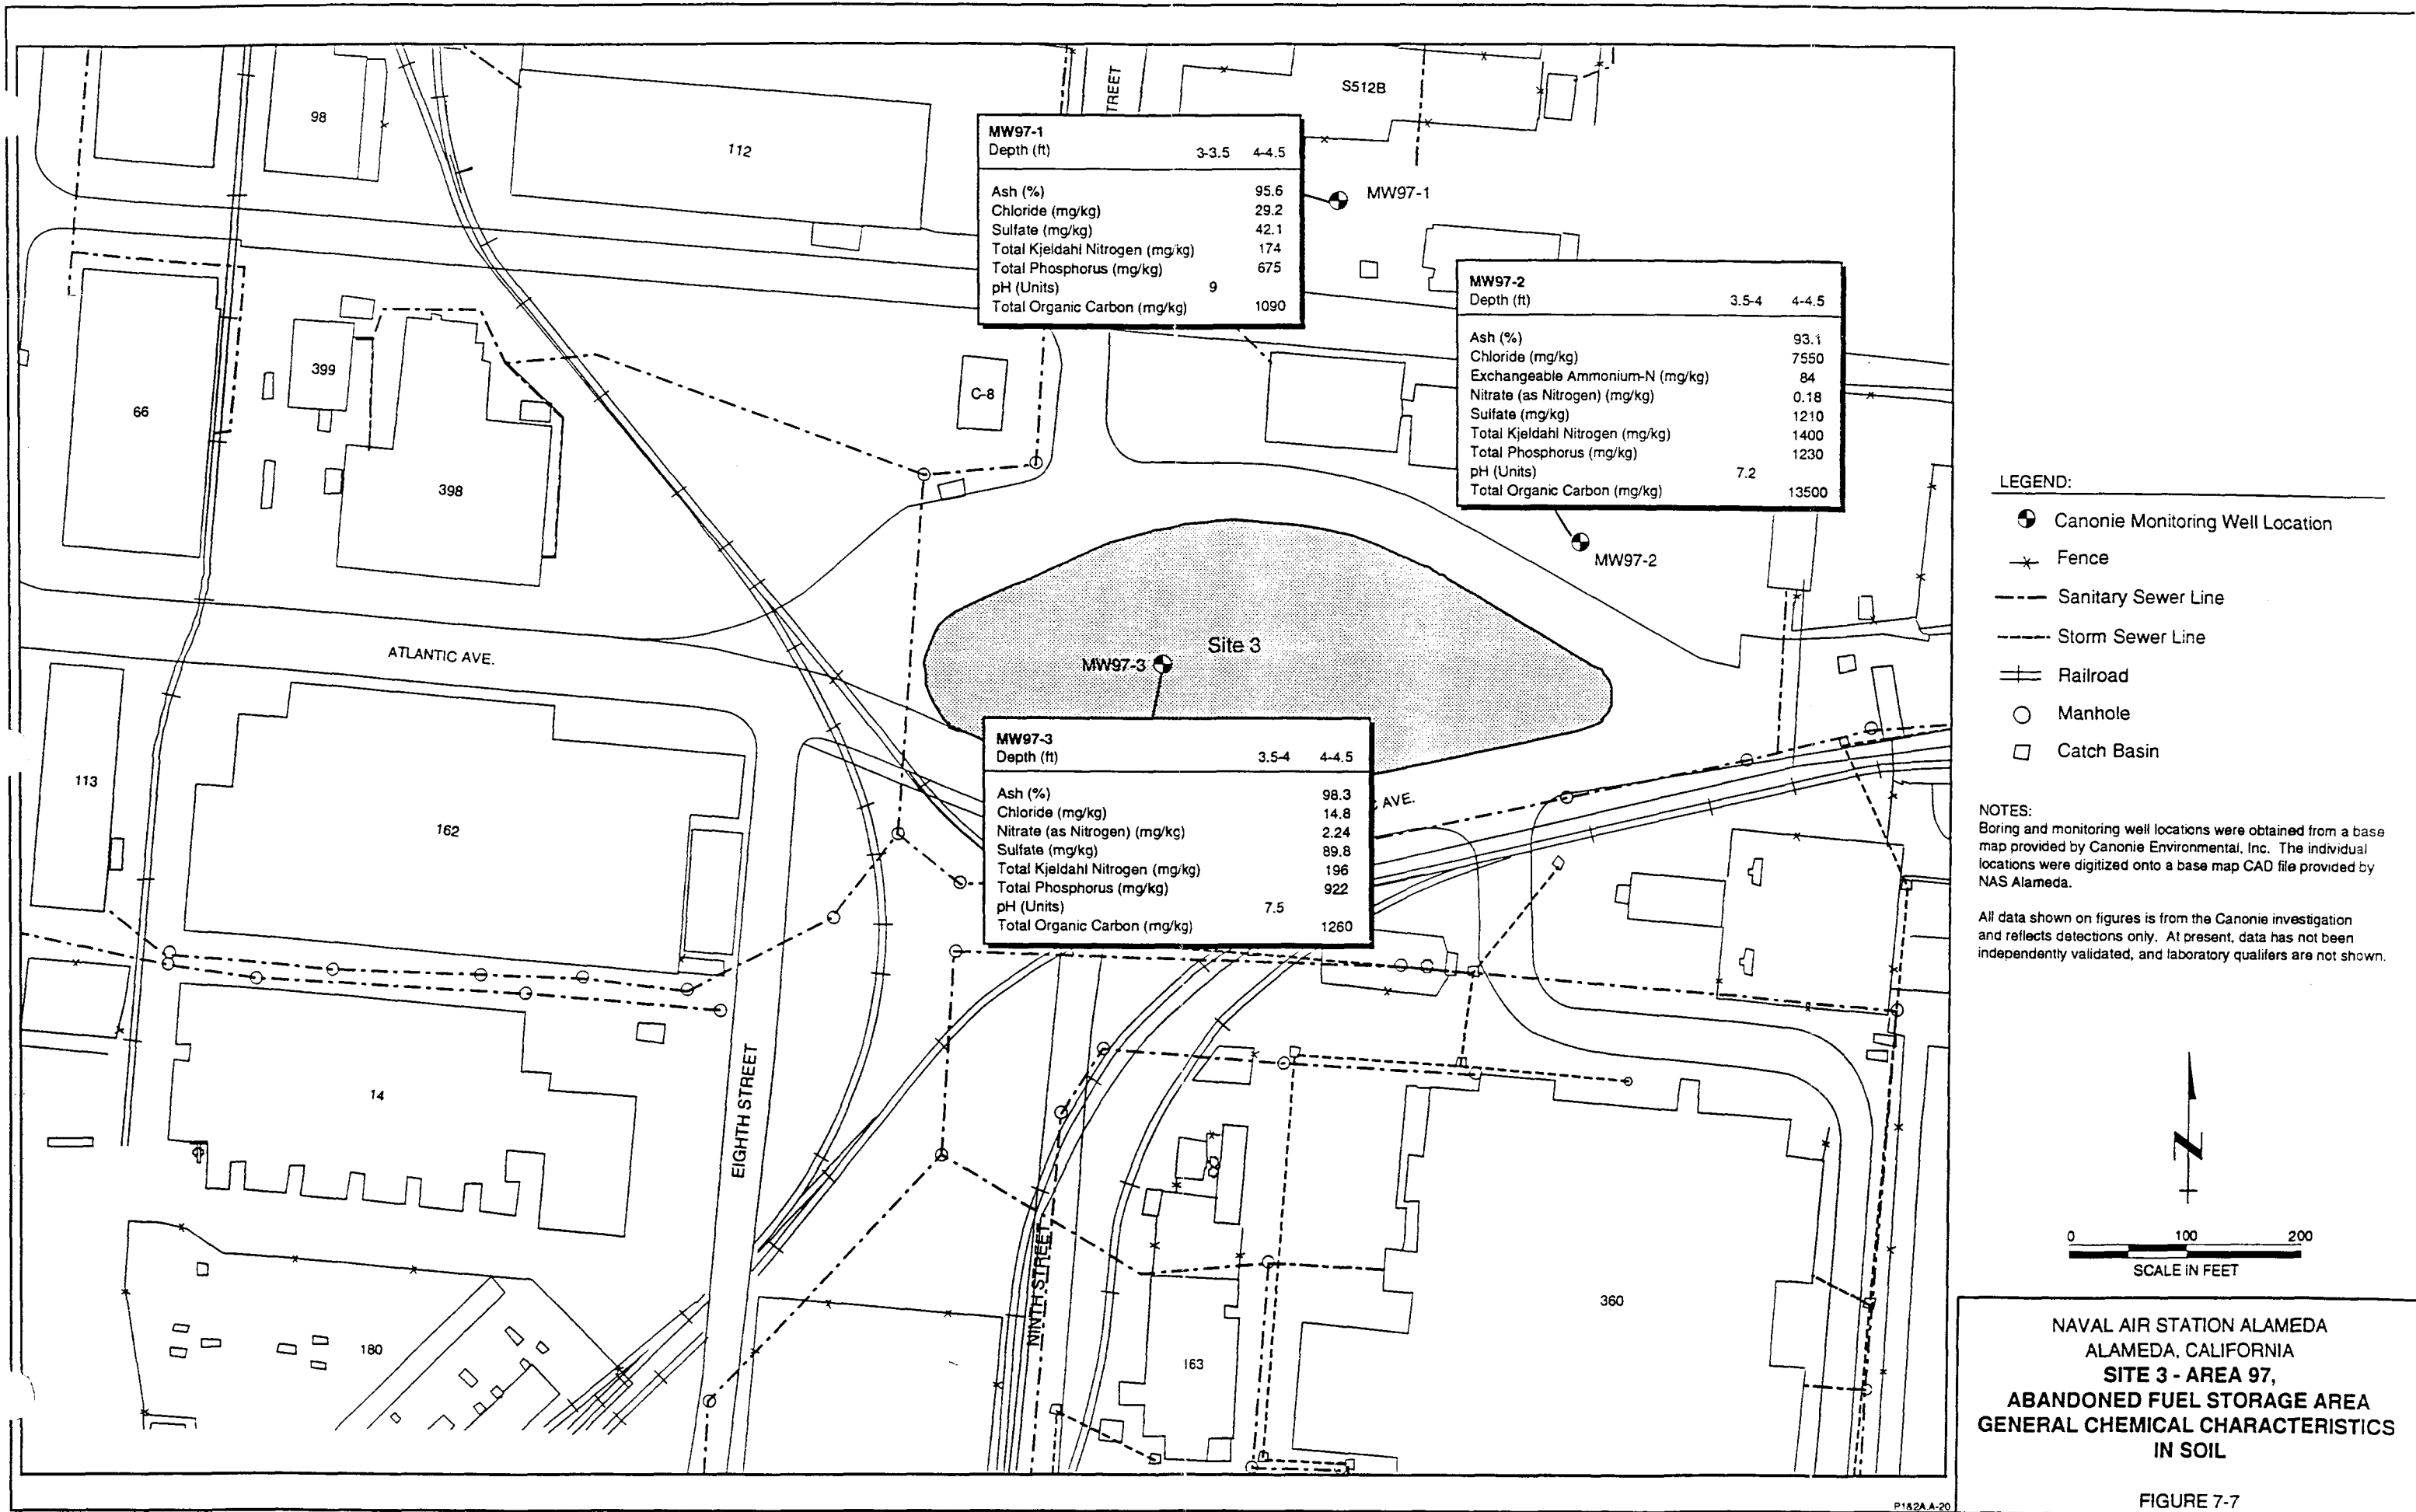 98
112
TREET
S512B
MW97-1
Depth (ft) 3-3.5 4-4.5
Ash (%) 95.6
Chloride (mg/kg) 29.2
Sulfate (mg/kg) 42.1
Total Kjeldahl Nitrogen (mg/kg) 174
Total Phosphorus (mg/kg) 675
pH (Units) 9
Total Organic Carbon (mg/kg) 1090
MW97-1
MW97-2
Depth (ft) 3.5-4 4-4.5
Ash (%) 93.1
Chloride (mg/kg) 7550
Exchangeable Ammonium-N (mg/kg) 84
Nitrate (as Nitrogen) (mg/kg) 0.18
Sulfate (mg/kg) 1210
Total Kjeldahl Nitrogen (mg/kg) 1400
Total Phosphorus (mg/kg) 1230
pH (Units) 7.2
Total Organic Carbon (mg/kg) 13500
MW97-2
66
399
398
C-8
ATLANTIC AVE.
Site 3
MW97-3
MW97-3
Depth (ft) 3.5-4 4-4.5
Ash (%) 98.3
Chloride (mg/kg) 14.8
Nitrate (as Nitrogen) (mg/kg) 2.24
Sulfate (mg/kg) 89.8
Total Kjeldahl Nitrogen (mg/kg) 196
Total Phosphorus (mg/kg) 922
pH (Units) 7.5
Total Organic Carbon (mg/kg) 1260
AVE.
113
162
14
EIGHTH STREET
NINTH STREET
180
163
360
LEGEND:
Canonie Monitoring Well Location
Fence
Sanitary Sewer Line
Storm Sewer Line
Railroad
Manhole
Catch Basin
NOTES:
Boring and monitoring well locations were obtained from a base
map provided by Canonie Environmental, Inc. The individual
locations were digitized onto a base map CAD file provided by
NAS Alameda.
All data shown on figures is from the Canonie investigation
and reflects detections only. At present, data has not been
independently validated, and laboratory qualifers are not shown.
N
0 100 200
SCALE IN FEET
NAVAL AIR STATION ALAMEDA
ALAMEDA, CALIFORNIA
SITE 3 - AREA 97,
ABANDONED FUEL STORAGE AREA
GENERAL CHEMICAL CHARACTERISTICS
IN SOIL
FIGURE 7-7
P182A.A-20